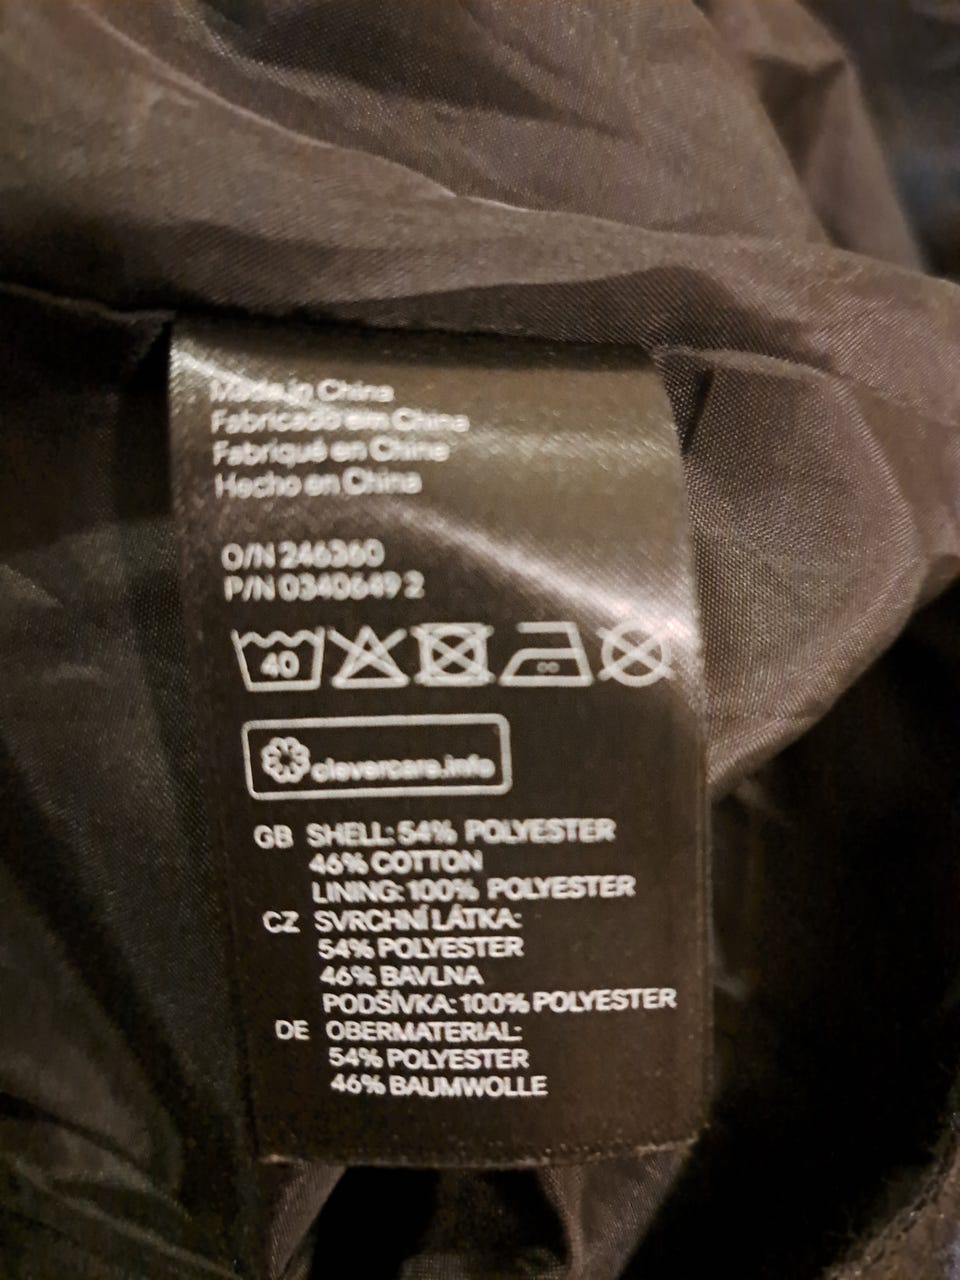 Made in China
Fabricado em China
Fabriqué en Chine
Hecho en China
O/N 246360
P/N 0340649 2
40
clevercare.info
GB SHELL: 54% POLYESTER
46% COTTON
LINING: 100% POLYESTER
CZ SVRCHNÍ LÁTKA:
54% POLYESTER
46% BAVLNA
PODŠÍVKA: 100% POLYESTER
DE OBERMATERIAL:
54% POLYESTER
46% BAUMWOLLE